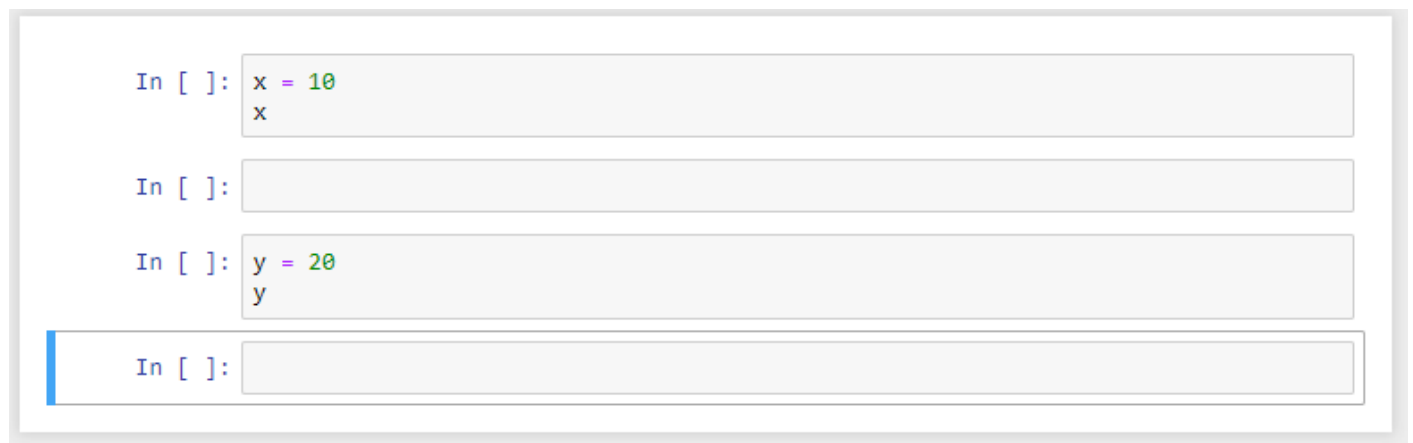 In [ ]: x = 10
x
In [ ]:
In [ ]: y = 20
y
In [ ]: